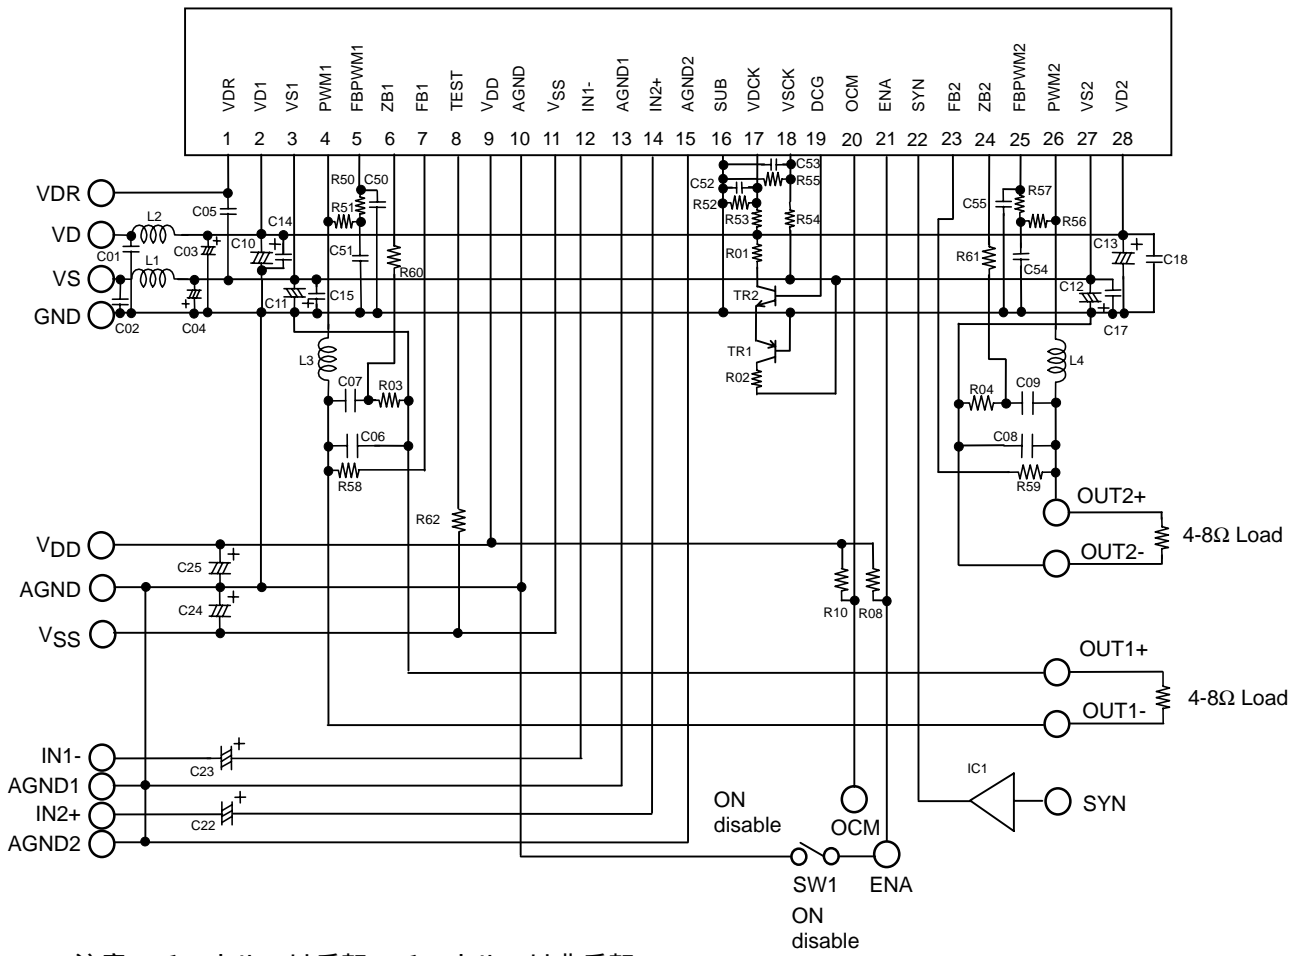 VDR VD1 VS1 PWM1 FBPWM1 ZB1 FB1 TEST VDD AGND VSS IN1- AGND1 IN2+ AGND2 SUB VDCK VSCK DCG OCM ENA SYN FB2 ZB2 FBPWM2 PWM2 VS2 VD2
1 2 3 4 5 6 7 8 9 10 11 12 13 14 15 16 17 18 19 20 21 22 23 24 25 26 27 28
VDR
VD
VS
GND
L2
C05
C14
C01
C03
C10
L1
C02
C04
C11
C15
R50
C50
R51
C51
R60
C53
C52
R55
R52
R53
R54
R01
TR2
TR1
R02
C55
R57
R56
R61
C54
C13
C18
C12
C17
L3
C07
R03
C06
R58
L4
R04
C09
C08
R59
OUT2+
OUT2-
4-8Ω Load
R62
VDD
AGND
VSS
C25
C24
R10
R08
OUT1+
OUT1-
4-8Ω Load
IN1-
AGND1
IN2+
AGND2
C23
C22
IC1
SYN
ON
disable
OCM
SW1
ENA
ON
disable